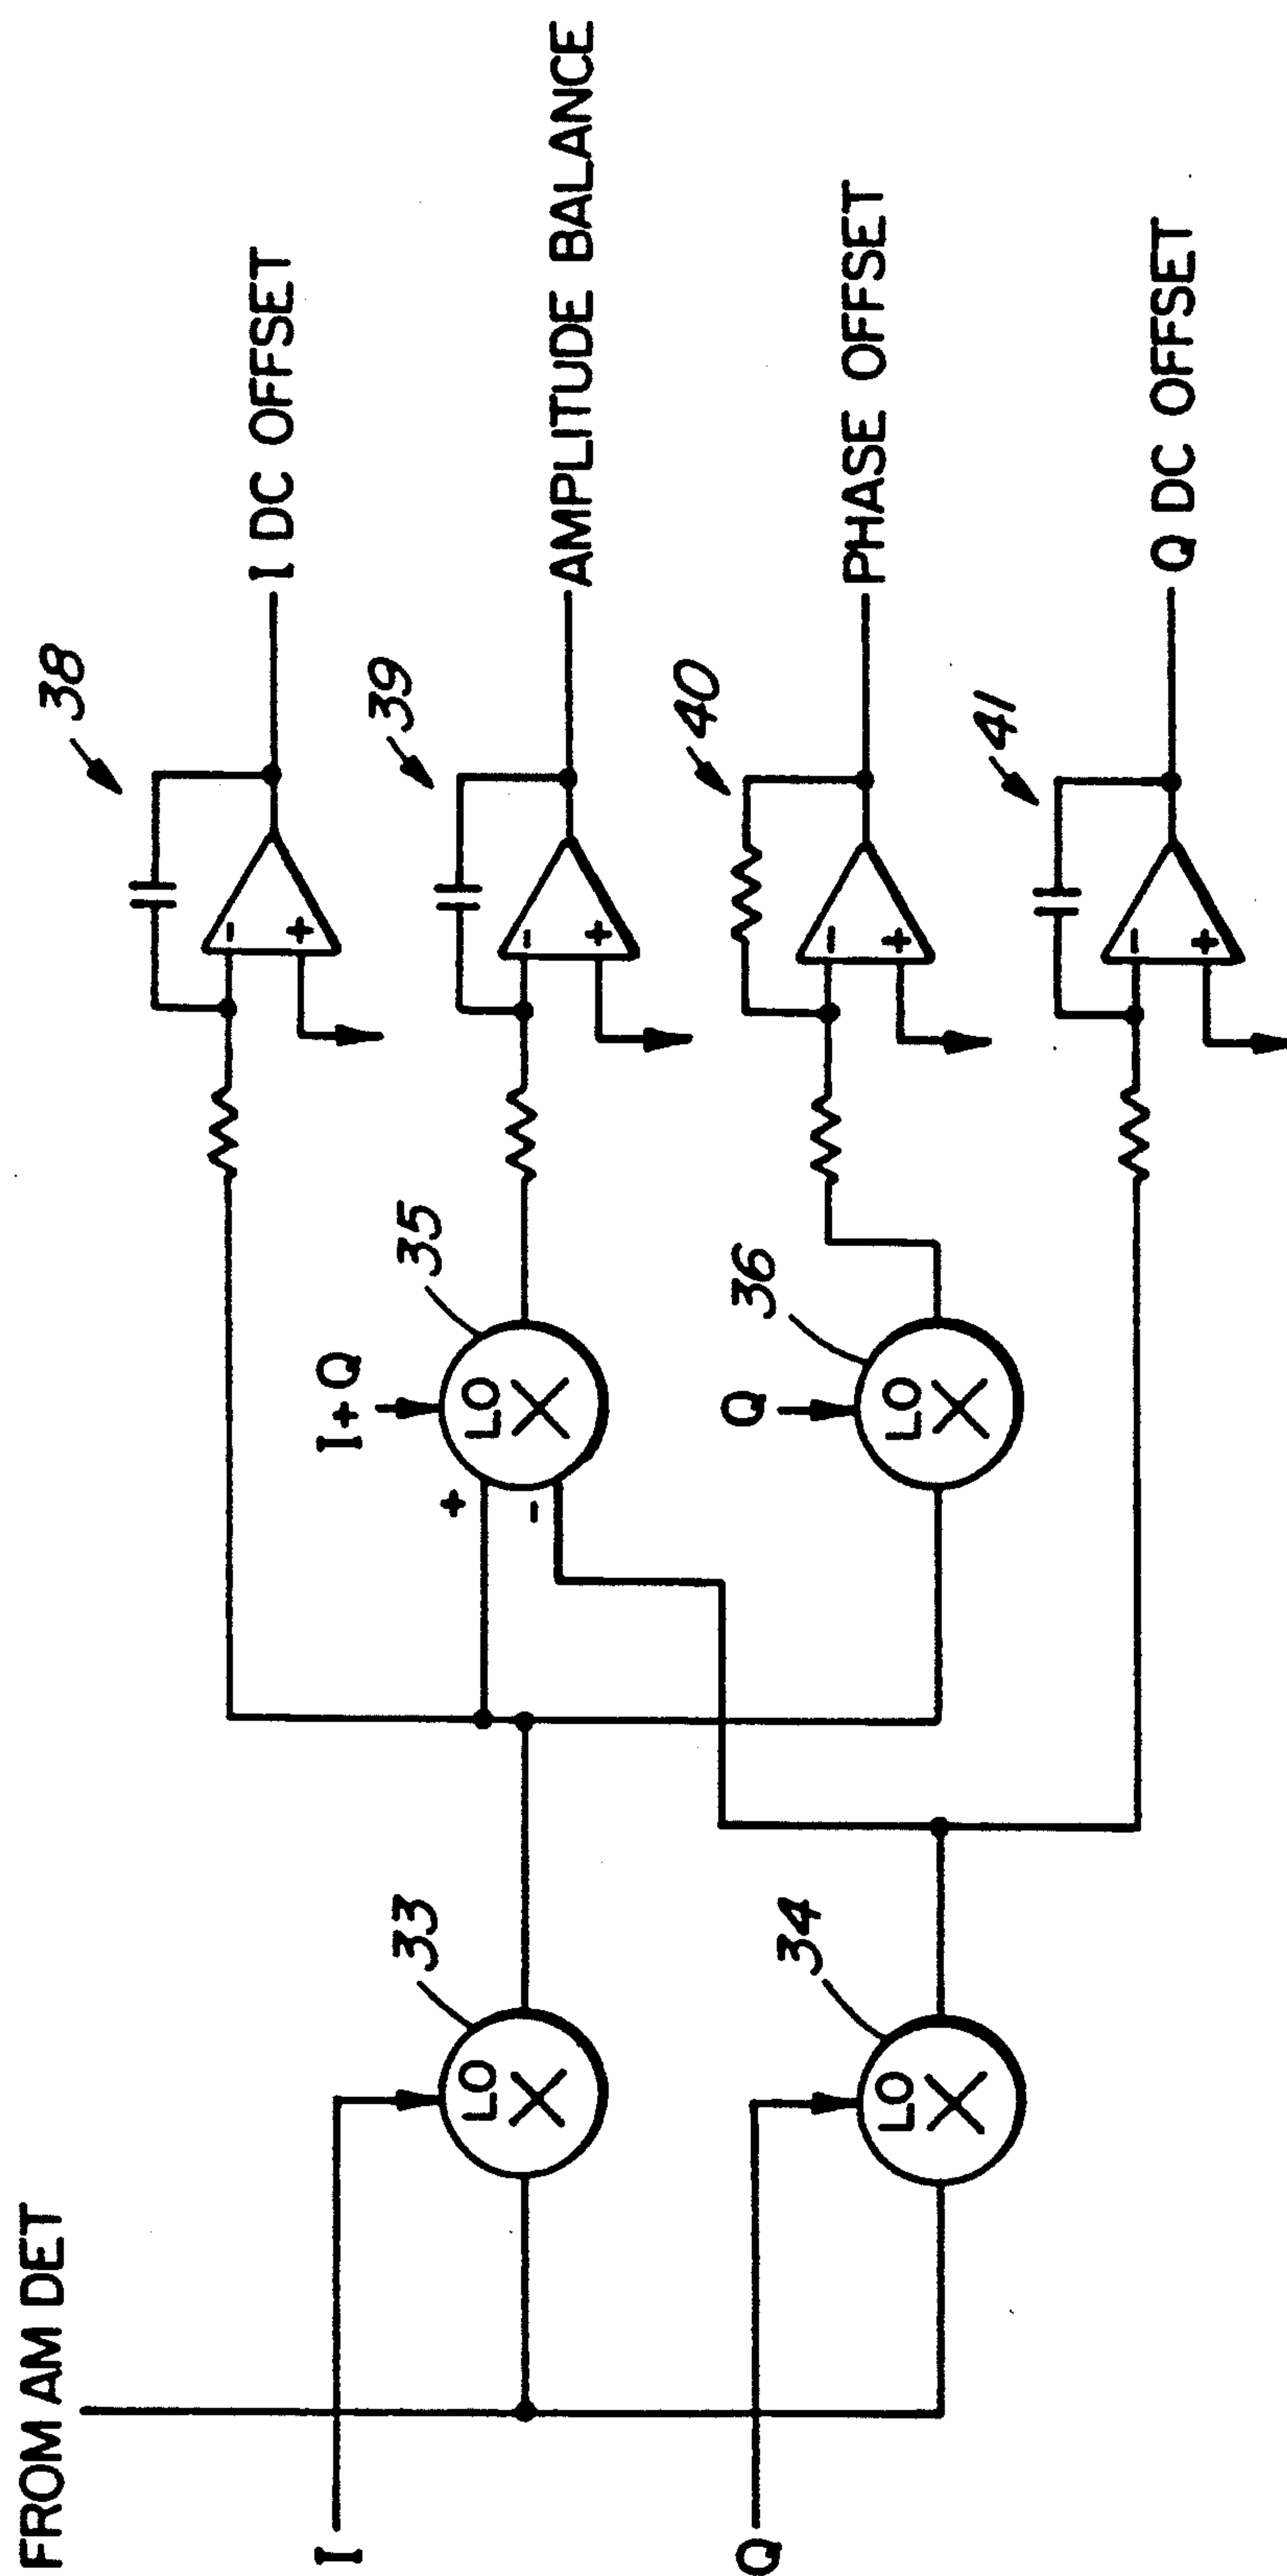 FROM AM DET
I
Q
LO
33
LO
34
I+Q
LO
35
+
-
Q
LO
36
-
+
38
I DC OFFSET
-
+
39
AMPLITUDE BALANCE
-
+
40
PHASE OFFSET
-
+
41
Q DC OFFSET